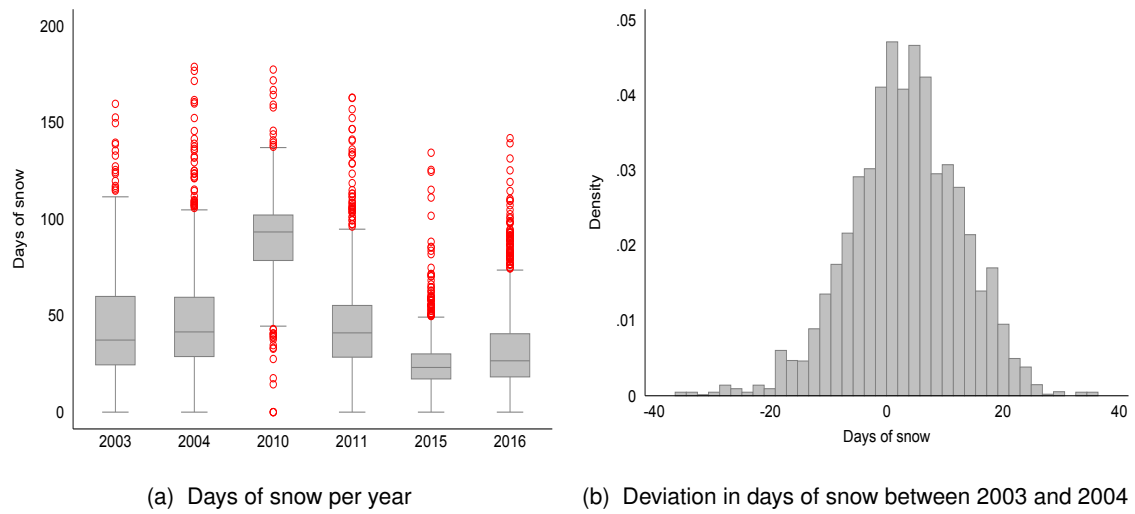 200
150
100
50
0
Days of snow
2003 2004 2010 2011 2015 2016
(a) Days of snow per year
.05
.04
.03
.02
.01
0
Density
-40 -20 0 20 40
Days of snow
(b) Deviation in days of snow between 2003 and 2004